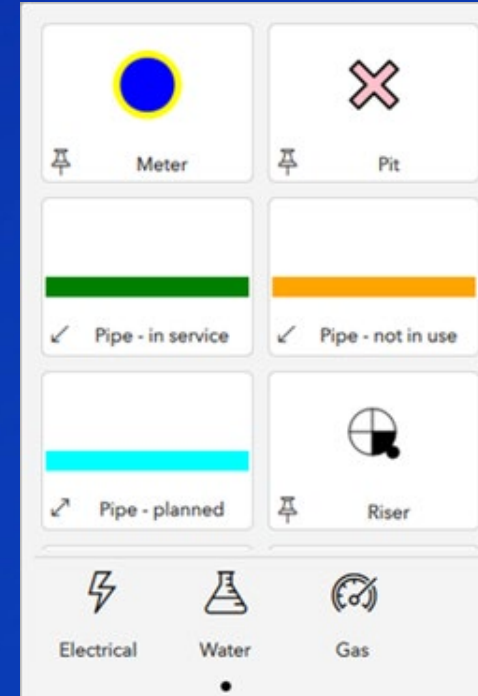 Meter
Pit
Pipe - in service
Pipe - not in use
Pipe - planned
Riser
Electrical
Water
Gas